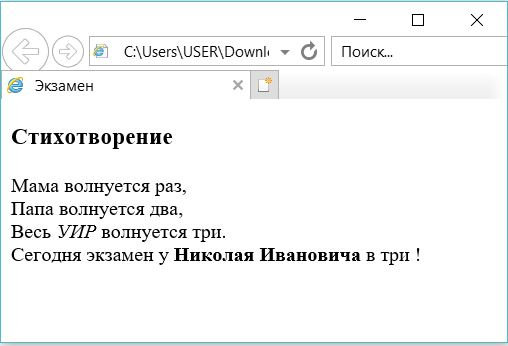 C:\Users\USER\Downl
Поиск...
Экзамен
Стихотворение
Мама волнуется раз,
Папа волнуется два,
Весь УИР волнуется три.
Сегодня экзамен у Николая Ивановича в три !